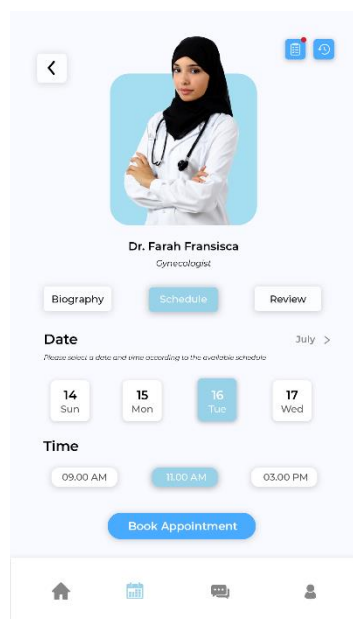 Dr. Farah Fransisca
Gynecologist
Biography Schedule Review
Date July >
Please select a date and time according to the available schedule
14 15 16 17
Sun Mon Tue Wed
Time
09.00 AM 11.00 AM 03.00 PM
Book Appointment